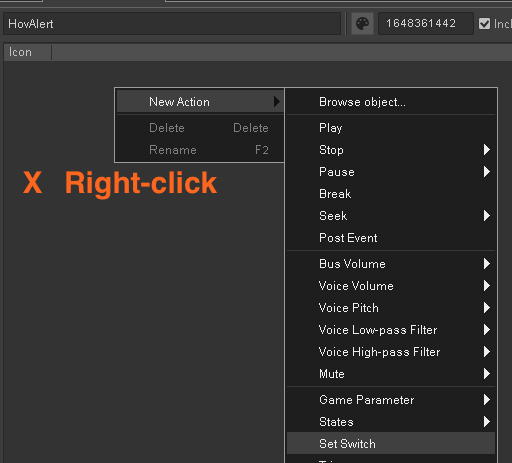 HovAlert
1648361442
Incl
Icon
New Action
Delete Delete
Rename F2
X Right-click
Browse object...
Play
Stop
Pause
Break
Seek
Post Event
Bus Volume
Voice Volume
Voice Pitch
Voice Low-pass Filter
Voice High-pass Filter
Mute
Game Parameter
States
Set Switch